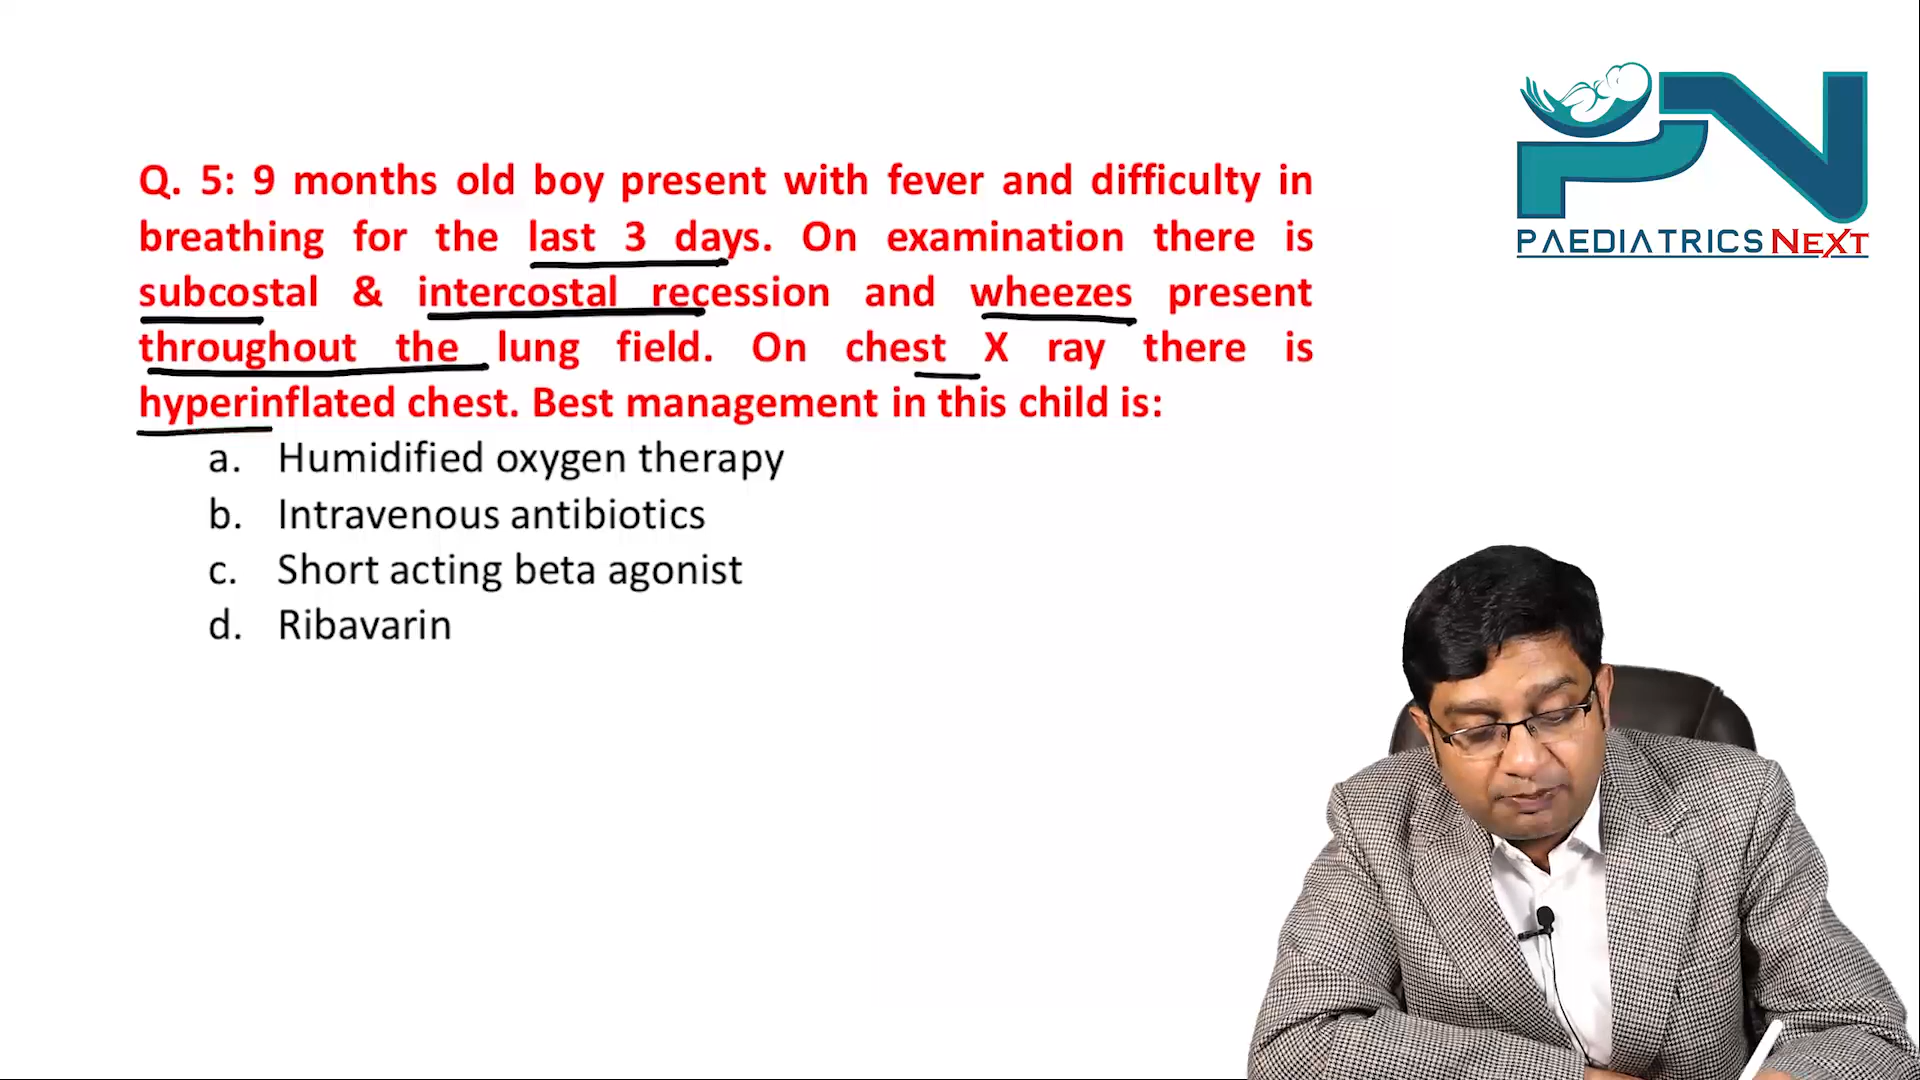 Q. 5: 9 months old boy present with fever and difficulty in
breathing for the last 3 days. On examination there is
subcostal & intercostal recession and wheezes present
throughout the lung field. On chest X ray there is
hyperinflated chest. Best management in this child is:
a. Humidified oxygen therapy
b. Intravenous antibiotics
c. Short acting beta agonist
d. Ribavarin
PN
PAEDIATRICS NEXT